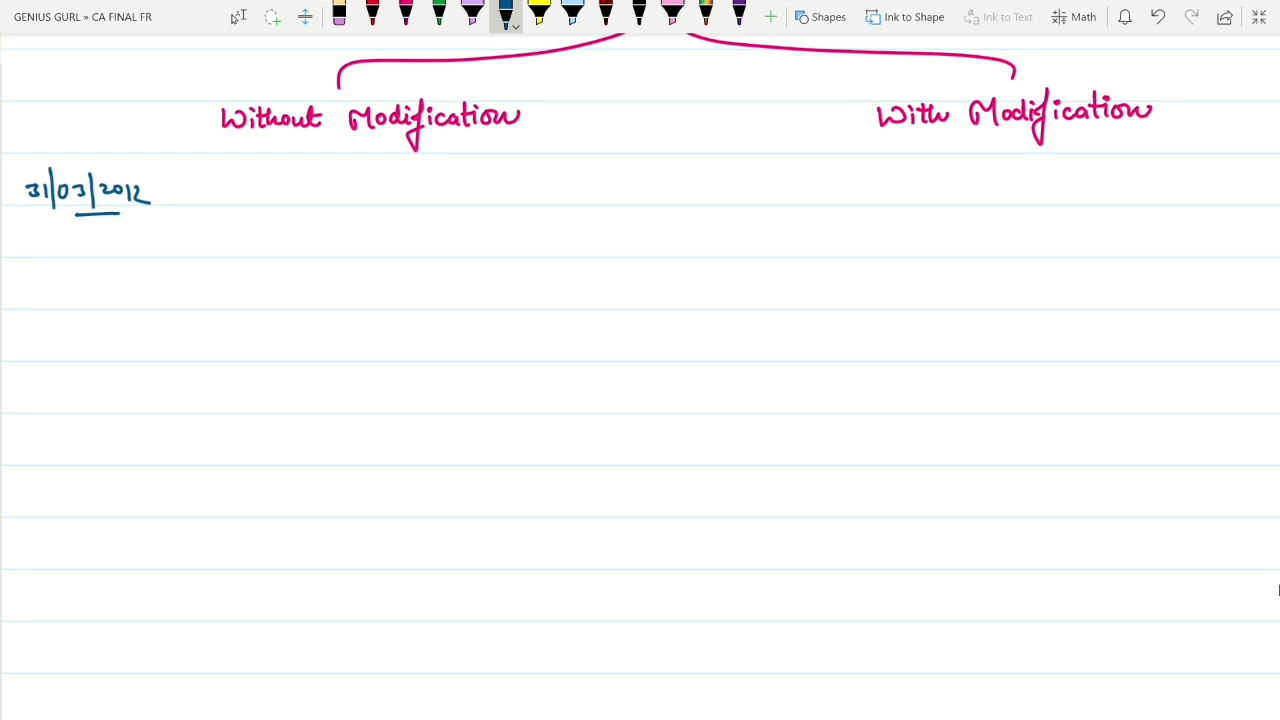 GENIUS GURL » CA FINAL FR
Shapes
Ink to Shape
Ink to Text
Math
Without Modification
With Modification
31/03/2012